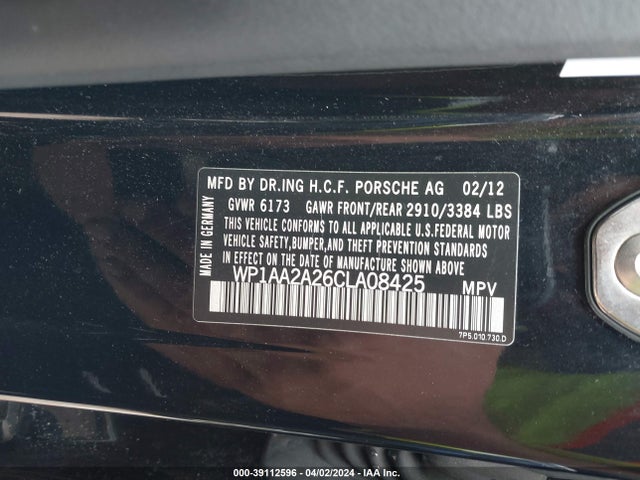 MFD BY DR.ING H.C.F. PORSCHE AG 02/12
GVWR 6173 GAWR FRONT/REAR 2910/3384 LBS
THIS VEHICLE CONFORMS TO ALL APPLICABLE U.S.FEDERAL MOTOR
VEHICLE SAFETY,BUMPER,AND THEFT PREVENTION STANDARDS
IN EFFECT ON THE DATE OF MANUFACTURE SHOWN ABOVE.
WP1AA2A26CLA08425 MPV
7P5.010.730.D
MADE IN GERMANY
000-39112596 - 04/02/2024 - IAA Inc.